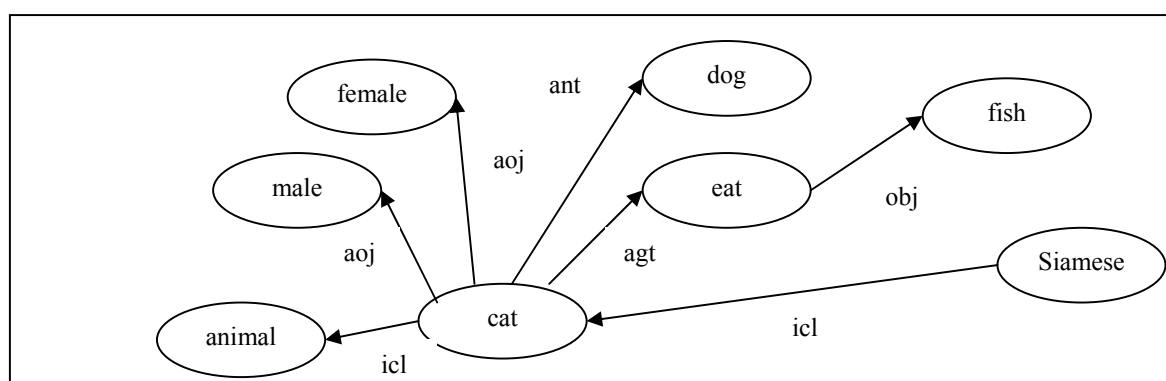 dog
ant
female
fish
aoj
male
eat
obj
aoj
agt
Siamese
cat
animal
icl
icl